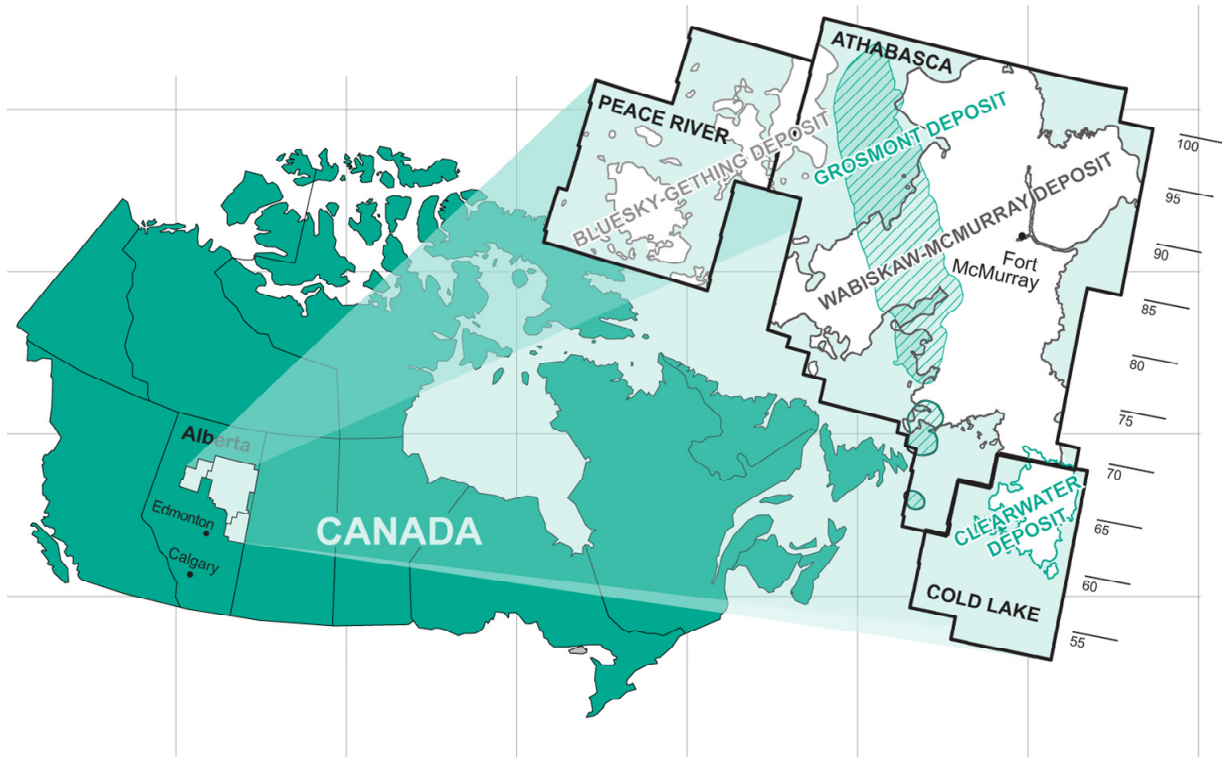 ATHABASCA
PEACE RIVER
GROSMONT DEPOSIT
BLUESKY-GETHING DEPOSIT
WABISKAW-MCMURRAY DEPOSIT
Fort
McMurray
100
95
90
85
80
75
70
65
60
55
Alberta
Edmonton
Calgary
CANADA
CLEARWATER
DEPOSIT
COLD LAKE